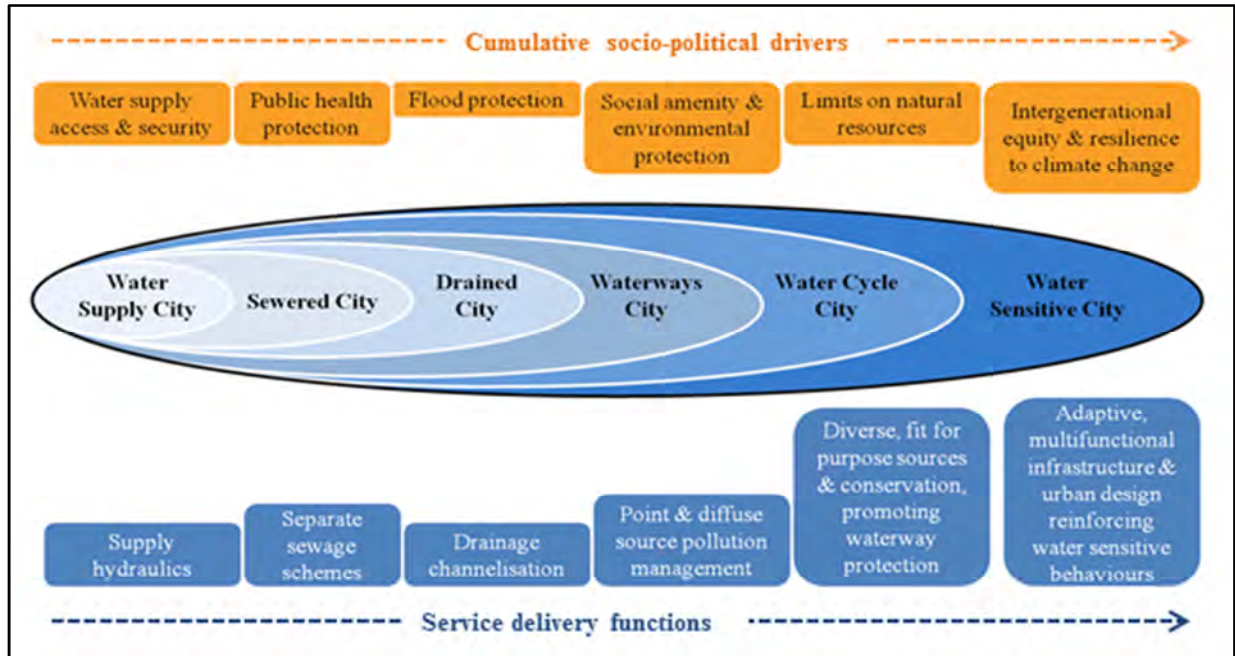 Cumulative socio-political drivers
Water supply
access & security
Public health
protection
Flood protection
Social amenity &
environmental
protection
Limits on natural
resources
Intergenerational
equity & resilience
to climate change
Water
Supply City
Sewered City
Drained
City
Waterways
City
Water Cycle
City
Water
Sensitive City
Supply
hydraulics
Separate
sewage
schemes
Drainage
channelisation
Point & diffuse
source pollution
management
Diverse, fit for
purpose sources
& conservation,
promoting
waterway
protection
Adaptive,
multifunctional
infrastructure &
urban design
reinforcing
water sensitive
behaviours
Service delivery functions